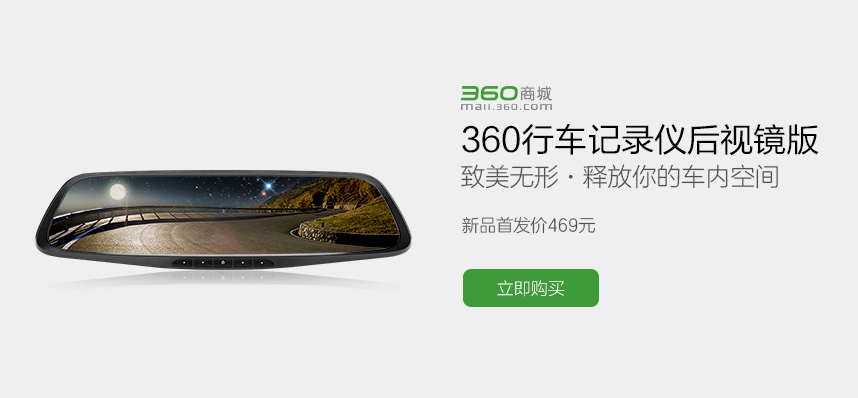 360商城
mall.360.com
360行车记录仪后视镜版
致美无形·释放你的车内空间
新品首发价469元
立即购买